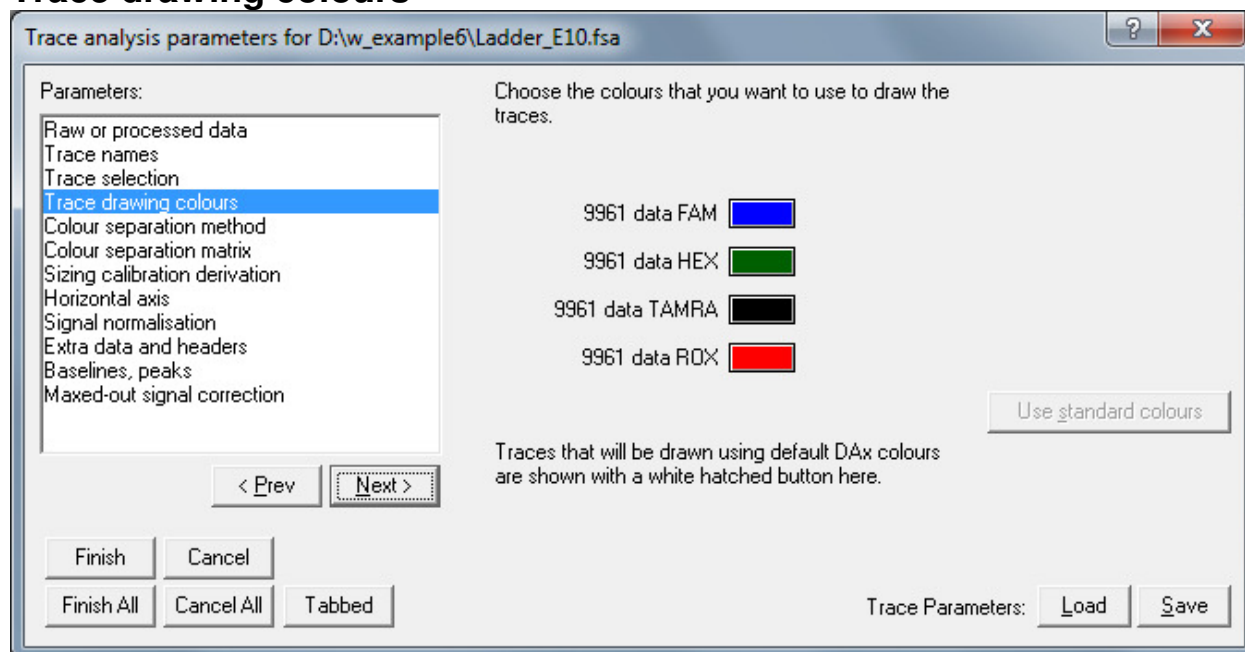 Trace drawing colours
Trace analysis parameters for D:\w_example6\Ladder_E10.fsa
?
X
Parameters:
Raw or processed data
Trace names
Trace selection
Trace drawing colours
Colour separation method
Colour separation matrix
Sizing calibration derivation
Horizontal axis
Signal normalisation
Extra data and headers
Baselines, peaks
Maxed-out signal correction
< Prev
Next >
Finish
Cancel
Finish All
Cancel All
Tabbed
Choose the colours that you want to use to draw the
traces.
9961 data FAM
9961 data HEX
9961 data TAMRA
9961 data ROX
Use standard colours
Traces that will be drawn using default DAx colours
are shown with a white hatched button here.
Trace Parameters:
Load
Save